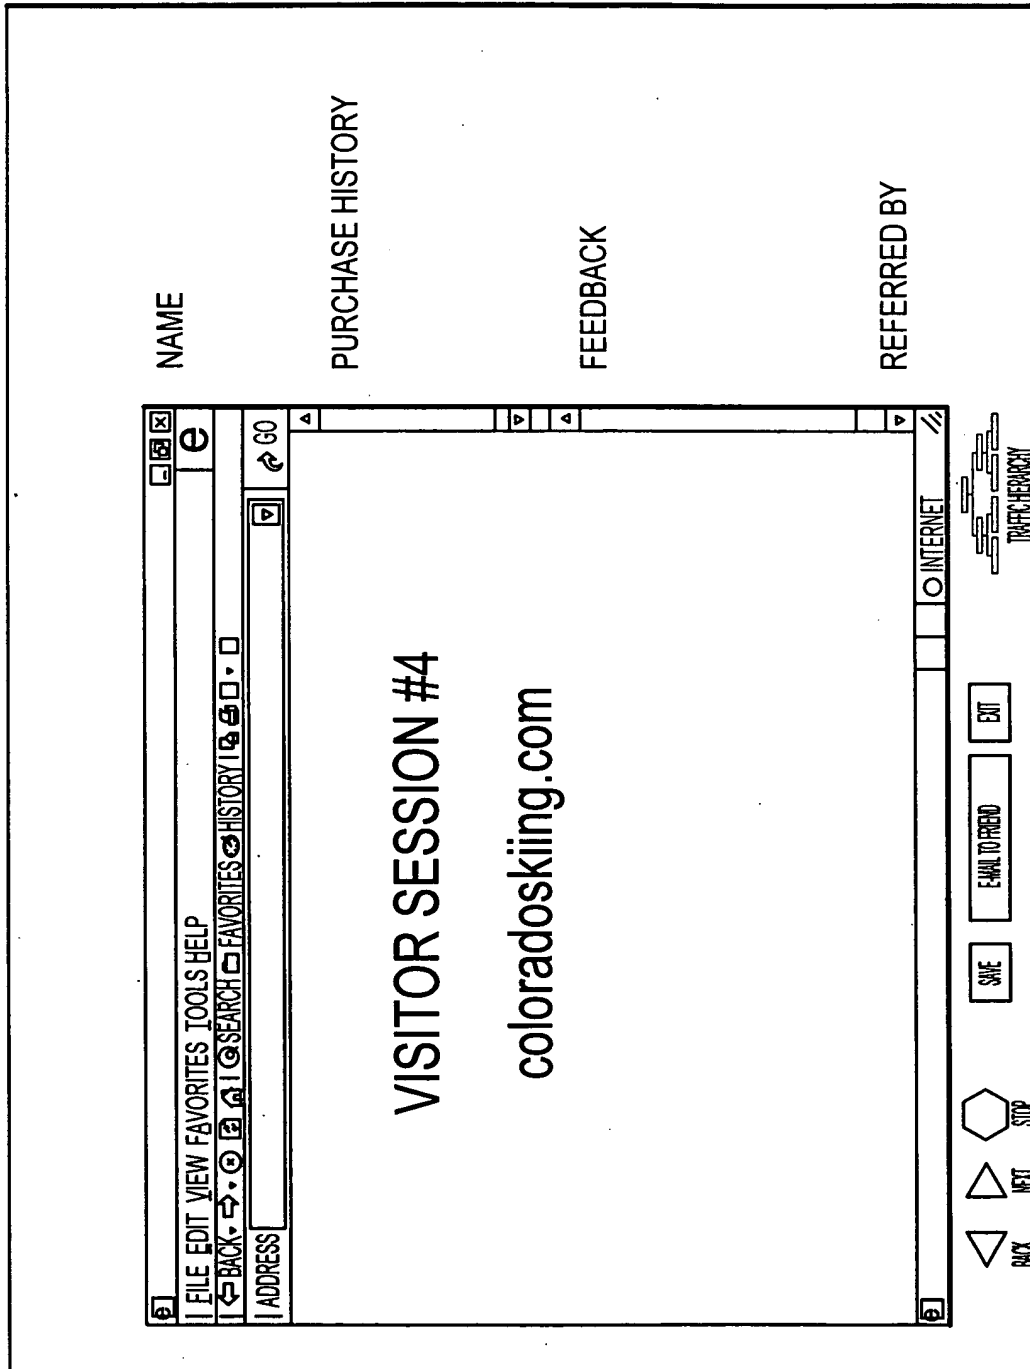 FILE EDIT VIEW FAVORITES TOOLS HELP
BACK SEARCH FAVORITES HISTORY
ADDRESS GO
VISITOR SESSION #4
coloradoskiing.com
INTERNET
NAME
PURCHASE HISTORY
FEEDBACK
REFERRED BY
BACK NEXT STOP SAVE E-MAIL TO FRIEND EXIT TRAFFIC HIERARCHY